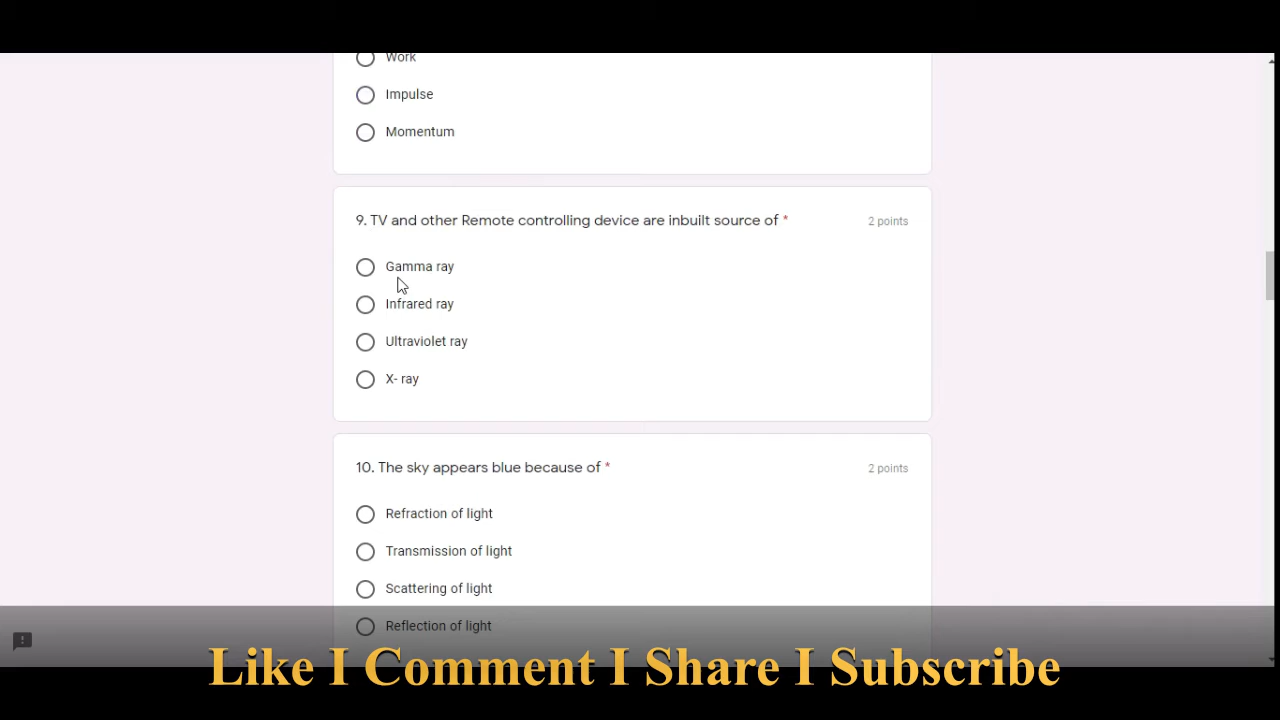 Work
Impulse
Momentum
9. TV and other Remote controlling device are inbuilt source of *
2 points
Gamma ray
Infrared ray
Ultraviolet ray
X- ray
10. The sky appears blue because of *
2 points
Refraction of light
Transmission of light
Scattering of light
Reflection of light
Like I Comment I Share I Subscribe